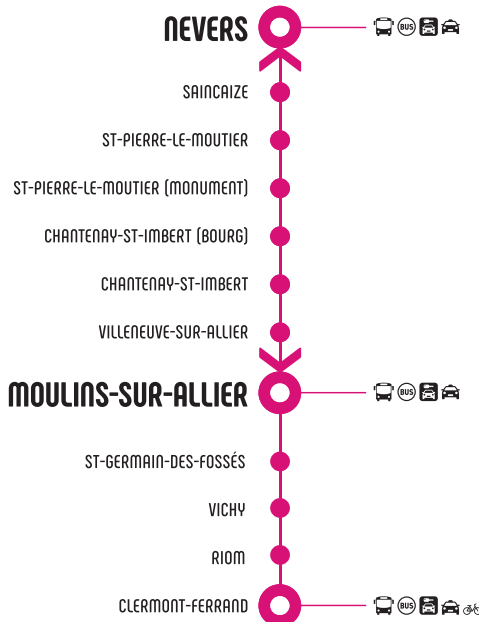 NEVERS
BUS
SAINCAIZE
ST-PIERRE-LE-MOUTIER
ST-PIERRE-LE-MOUTIER (MONUMENT)
CHANTENAY-ST-IMBERT (BOURG)
CHANTENAY-ST-IMBERT
VILLENEUVE-SUR-ALLIER
MOULINS-SUR-ALLIER
BUS
ST-GERMAIN-DES-FOSSÉS
VICHY
RIOM
CLERMONT-FERRAND
BUS